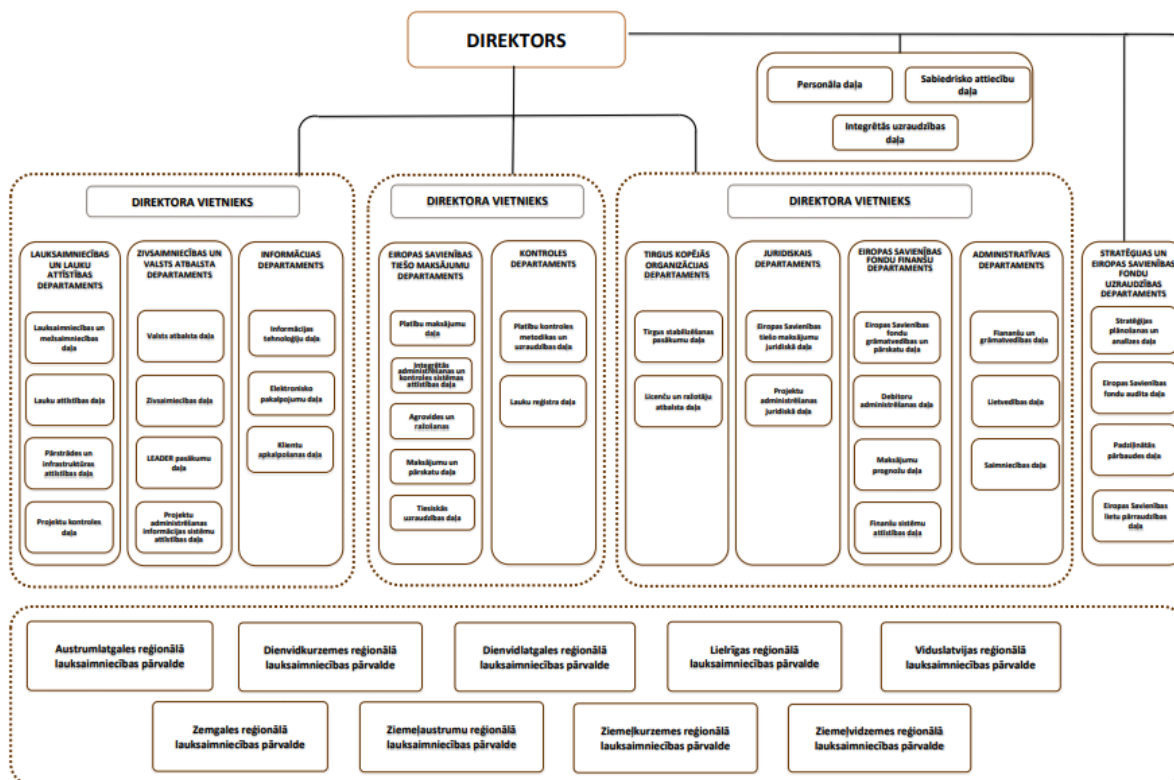 DIREKTORS
Personāla daļa
Sabiedrisko attiecību
daļa
Integrētās uzraudzības
daļa
DIREKTORA VIETNIEKS
LAUKSAIMNIECĪBAS
UN LAUKU
ATTĪSTĪBAS
DEPARTAMENTS
Lauksaimniecības un
mežsaimniecības
daļa
Lauku attīstības daļa
Pārstrādes un
infrastruktūras
attīstības daļa
Projektu kontroles
daļa
ZIVSAIMNIECĪBAS UN
VALSTS ATBALSTA
DEPARTAMENTS
Valsts atbalsta daļa
Zivsaimiecības daļa
LEADER pasākumu
daļa
Projektu
administrēšanas
informācijas sistēmu
attīstības daļa
INFORMĀCIJAS
DEPARTAMENTS
Informācijas
tehnoloģiju daļa
Elektronisko
pakalpojumu daļa
Klientu
apkalpošanas daļa
DIREKTORA VIETNIEKS
EIROPAS SAVIENĪBAS
TIEŠO MAKSĀJUMU
DEPARTAMENTS
Platību maksājumu
daļa
Integrētās
administrēšanas un
kontroles sistēmas
attīstības daļa
Agrovides un
ražošanas
Maksājumu un
pārskatu daļa
Tiesiskās
uzraudzības daļa
KONTROLES
DEPARTAMENTS
Platību kontroles
metodikas un
uzraudzības daļa
Lauku reģistra daļa
DIREKTORA VIETNIEKS
TIRGUS KOPĒJĀS
ORGANIZĀCIJAS
DEPARTAMENTS
Tirgus stabilizēšanas
pasākumu daļa
Licenču un ražotāju
atbalsta daļa
JURIDISKAIS
DEPARTAMENTS
Eiropas Savienības
tiešo maksājumu
juridiskā daļa
Projektu
administrēšanas
juridiskā daļa
EIROPAS SAVIENĪBAS
FONDU FINANŠU
DEPARTAMENTS
Eiropas Savienības
fondu
grāmatvedības un
pārskatu daļa
Debitoru
administrēšanas daļa
Maksājumu
prognožu daļa
Finanšu sistēmu
attīstības daļa
ADMINISTRATĪVAIS
DEPARTAMENTS
Fiananšu un
grāmatvedības daļa
Lietvedības daļa
Saimniecības daļa
STRATĒĢIJAS UN
EIROPAS SAVIENĪBAS
FONDU
UZRAUDZĪBAS
DEPARTAMENTS
Stratēģijas
plānošanas un
analīzes daļa
Eiropas Savienības
fondu audita daļa
Padziļinātās
pārbaudes daļa
Eiropas Savienības
lietu pārraudzības
daļa
Austrumlatgales reģionālā
lauksaimniecības pārvalde
Dienvidkurzemes reģionālā
lauksaimniecības pārvalde
Dienvidlatgales reģionālā
lauksaimniecības pārvalde
Lielrīgas reģionālā
lauksaimniecības pārvalde
Viduslatvijas reģionālā
lauksaimniecības pārvalde
Zemgales reģionālā
lauksaimniecības pārvalde
Ziemeļaustrumu reģionālā
lauksaimniecības pārvalde
Ziemeļkurzemes reģionālā
lauksaimniecības pārvalde
Ziemeļvidzemes reģionālā
lauksaimniecības pārvalde